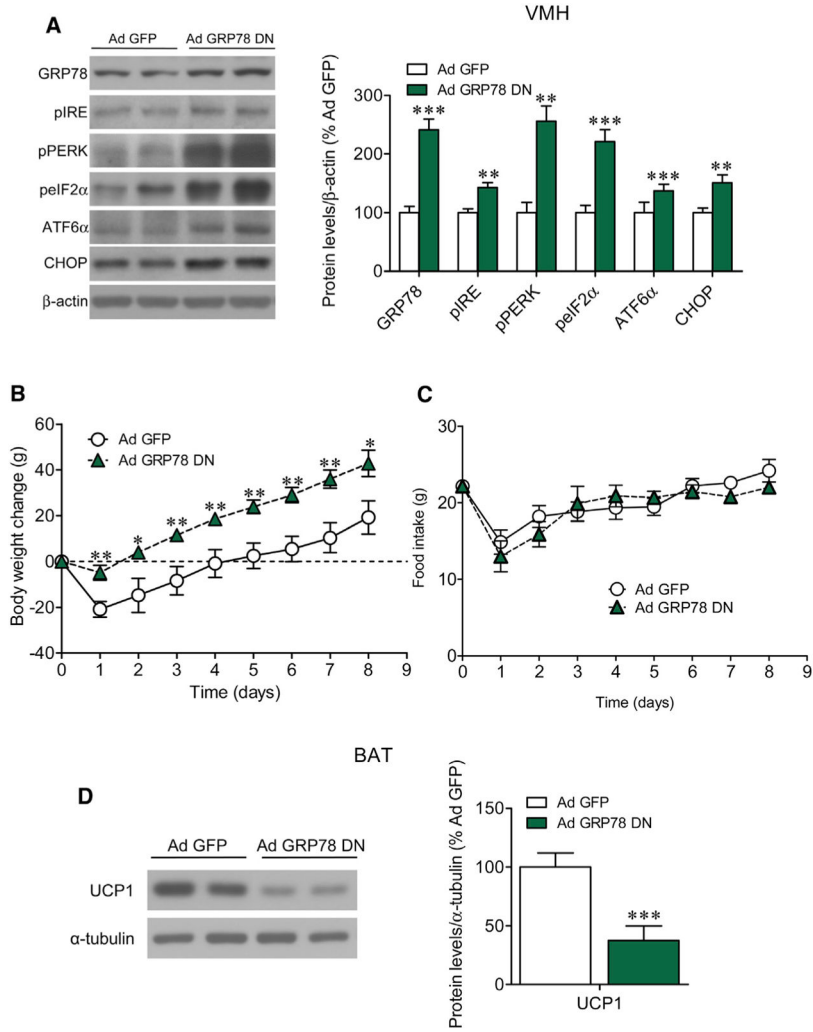 VMH
A
Ad GFP Ad GRP78 DN
GRP78
pIRE
pPERK
peIF2α
ATF6α
CHOP
β-actin
Protein levels/β-actin (% Ad GFP)
Ad GFP
Ad GRP78 DN
300
200
100
0
*** ** *** ** *** **
GRP78 pIRE pPERK peIF2α ATF6α CHOP
B
Body weight change (g)
60
40
20
0
-20
-40
Ad GFP
Ad GRP78 DN
** * ** ** ** ** ** *
0 1 2 3 4 5 6 7 8 9
Time (days)
C
Food intake (g)
30
20
10
0
Ad GFP
Ad GRP78 DN
0 1 2 3 4 5 6 7 8 9
Time (days)
BAT
D
Ad GFP Ad GRP78 DN
UCP1
α-tubulin
Protein levels/α-tubulin (% Ad GFP)
Ad GFP
Ad GRP78 DN
150
100
50
0
***
UCP1